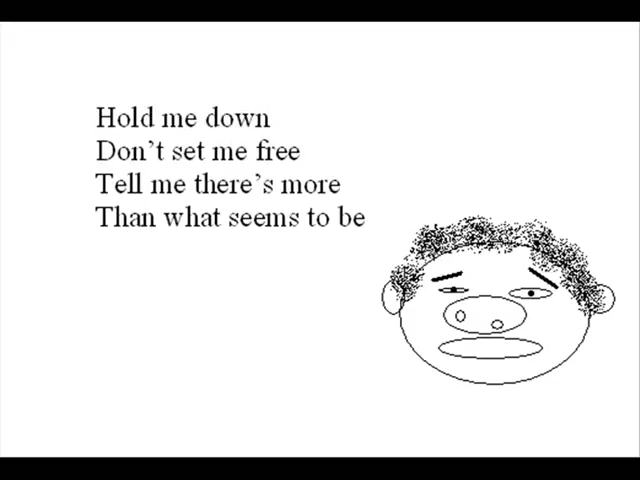 Hold me down
Don’t set me free
Tell me there’s more
Than what seems to be